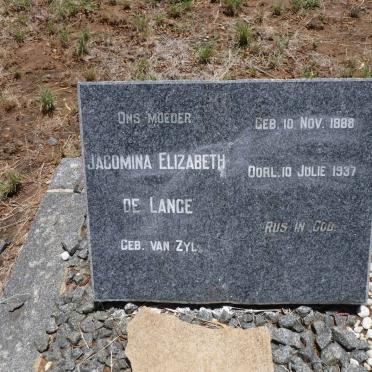 ONS MOEDER
JACOMINA ELIZABETH
DE LANGE
GEB. VAN ZYL
GEB. 10 NOV. 1888
OORL. 10 JULIE 1937
RUS IN GOD.